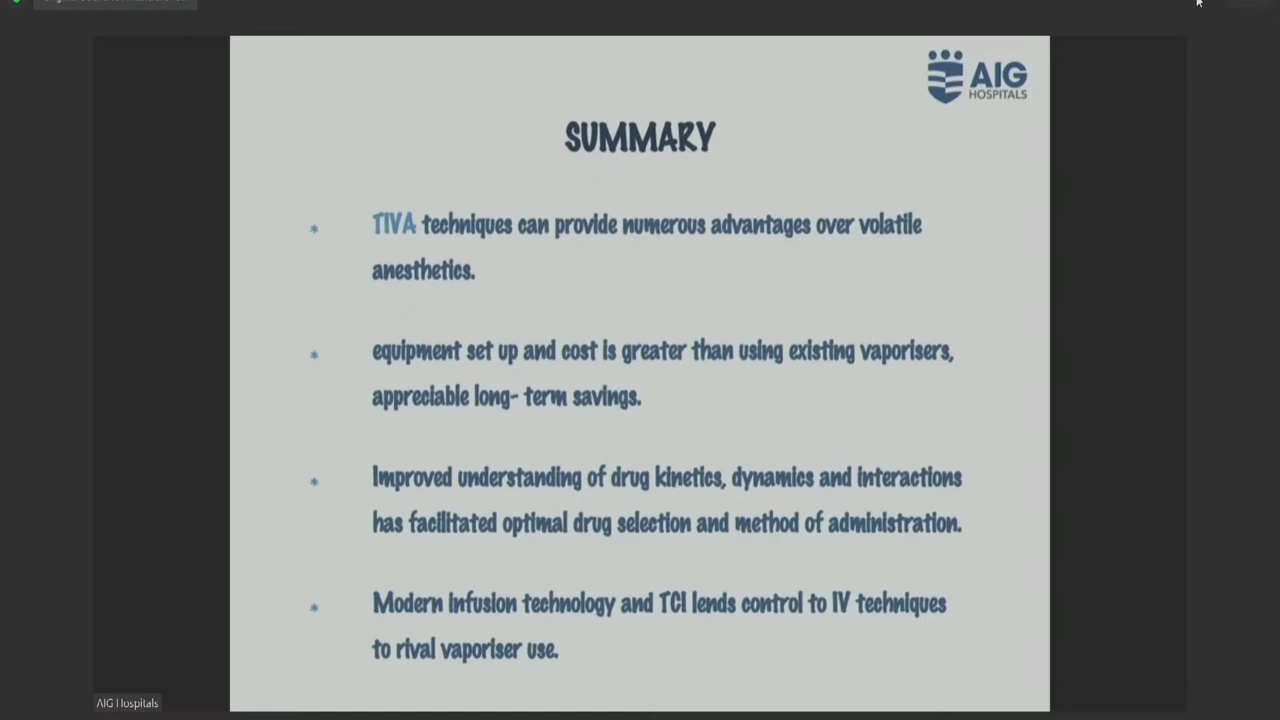 AIG
HOSPITALS
SUMMARY
* TIVA techniques can provide numerous advantages over volatile
anesthetics.
* equipment set up and cost is greater than using existing vaporisers,
appreciable long- term savings.
* Improved understanding of drug kinetics, dynamics and interactions
has facilitated optimal drug selection and method of administration.
* Modern infusion technology and TCI lends control to IV techniques
to rival vaporiser use.
AIG Hospitals